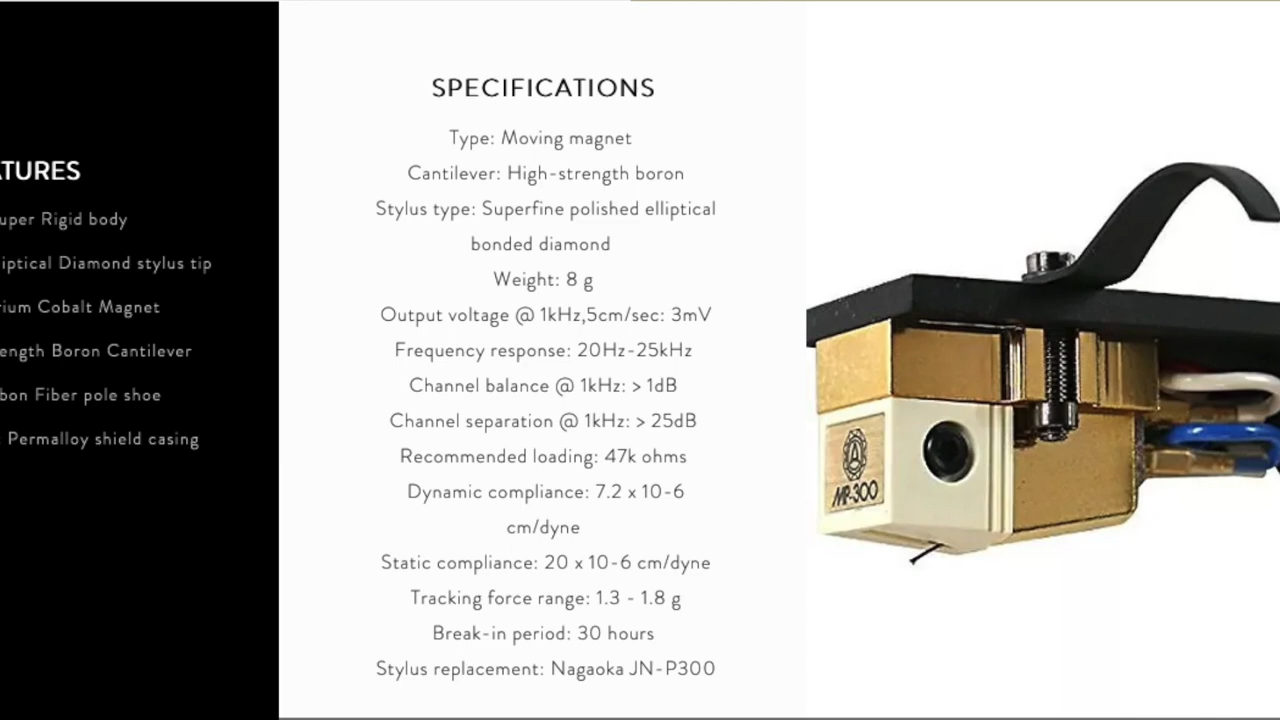 ATURES
uper Rigid body
iptical Diamond stylus tip
rium Cobalt Magnet
ength Boron Cantilever
bon Fiber pole shoe
Permalloy shield casing
SPECIFICATIONS
Type: Moving magnet
Cantilever: High-strength boron
Stylus type: Superfine polished elliptical
bonded diamond
Weight: 8 g
Output voltage @ 1kHz,5cm/sec: 3mV
Frequency response: 20Hz-25kHz
Channel balance @ 1kHz: > 1dB
Channel separation @ 1kHz: > 25dB
Recommended loading: 47k ohms
Dynamic compliance: 7.2 x 10-6
cm/dyne
Static compliance: 20 x 10-6 cm/dyne
Tracking force range: 1.3 - 1.8 g
Break-in period: 30 hours
Stylus replacement: Nagaoka JN-P300
MP-300